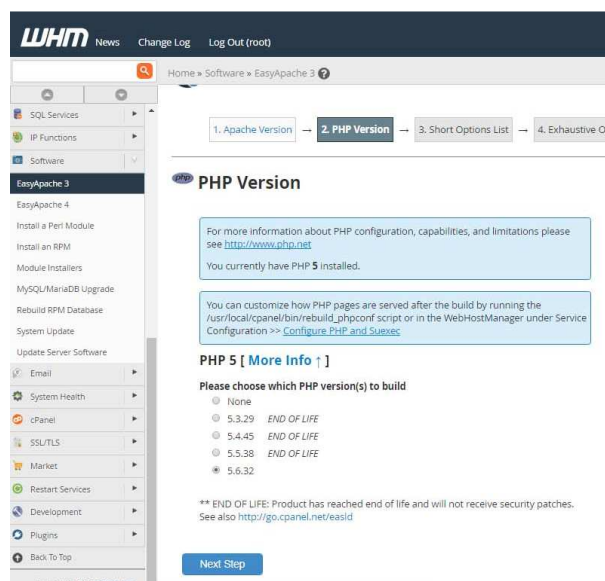 WHM News Change Log Log Out (root)
Home » Software » EasyApache 3
SQL Services
IP Functions
Software
EasyApache 3
EasyApache 4
Install a Perl Module
Install an RPM
Module Installers
MySQL/MariaDB Upgrade
Rebuild RPM Database
System Update
Update Server Software
Email
System Health
cPanel
SSL/TLS
Market
Restart Services
Development
Plugins
Back To Top
1. Apache Version → 2. PHP Version → 3. Short Options List → 4. Exhaustive O
php PHP Version
For more information about PHP configuration, capabilities, and limitations please
see http://www.php.net
You currently have PHP 5 installed.
You can customize how PHP pages are served after the build by running the
/usr/local/cpanel/bin/rebuild_phpconf script or in the WebHostManager under Service
Configuration >> Configure PHP and Suexec
PHP 5 [ More Info ↑ ]
Please choose which PHP version(s) to build
None
5.3.29 END OF LIFE
5.4.45 END OF LIFE
5.5.38 END OF LIFE
5.6.32
** END OF LIFE: Product has reached end of life and will not receive security patches.
See also http://go.cpanel.net/easid
Next Step